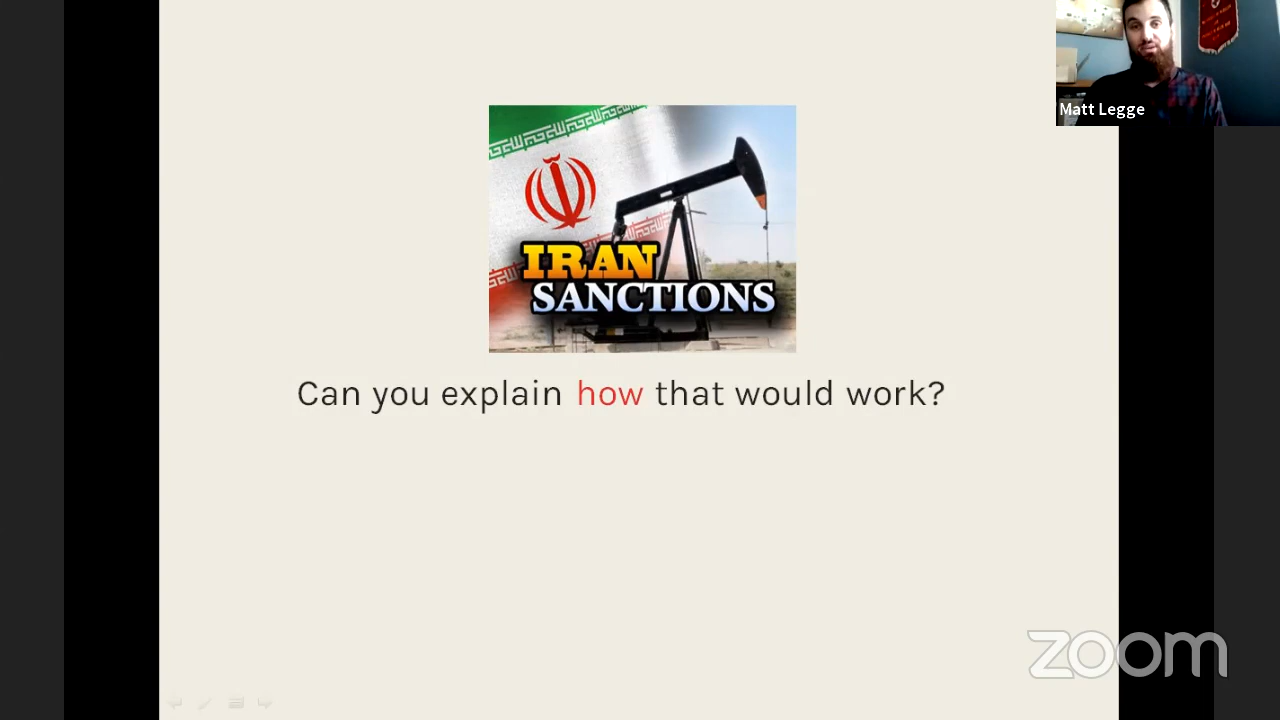 Matt Legge
IRAN
SANCTIONS
Can you explain how that would work?
zoom